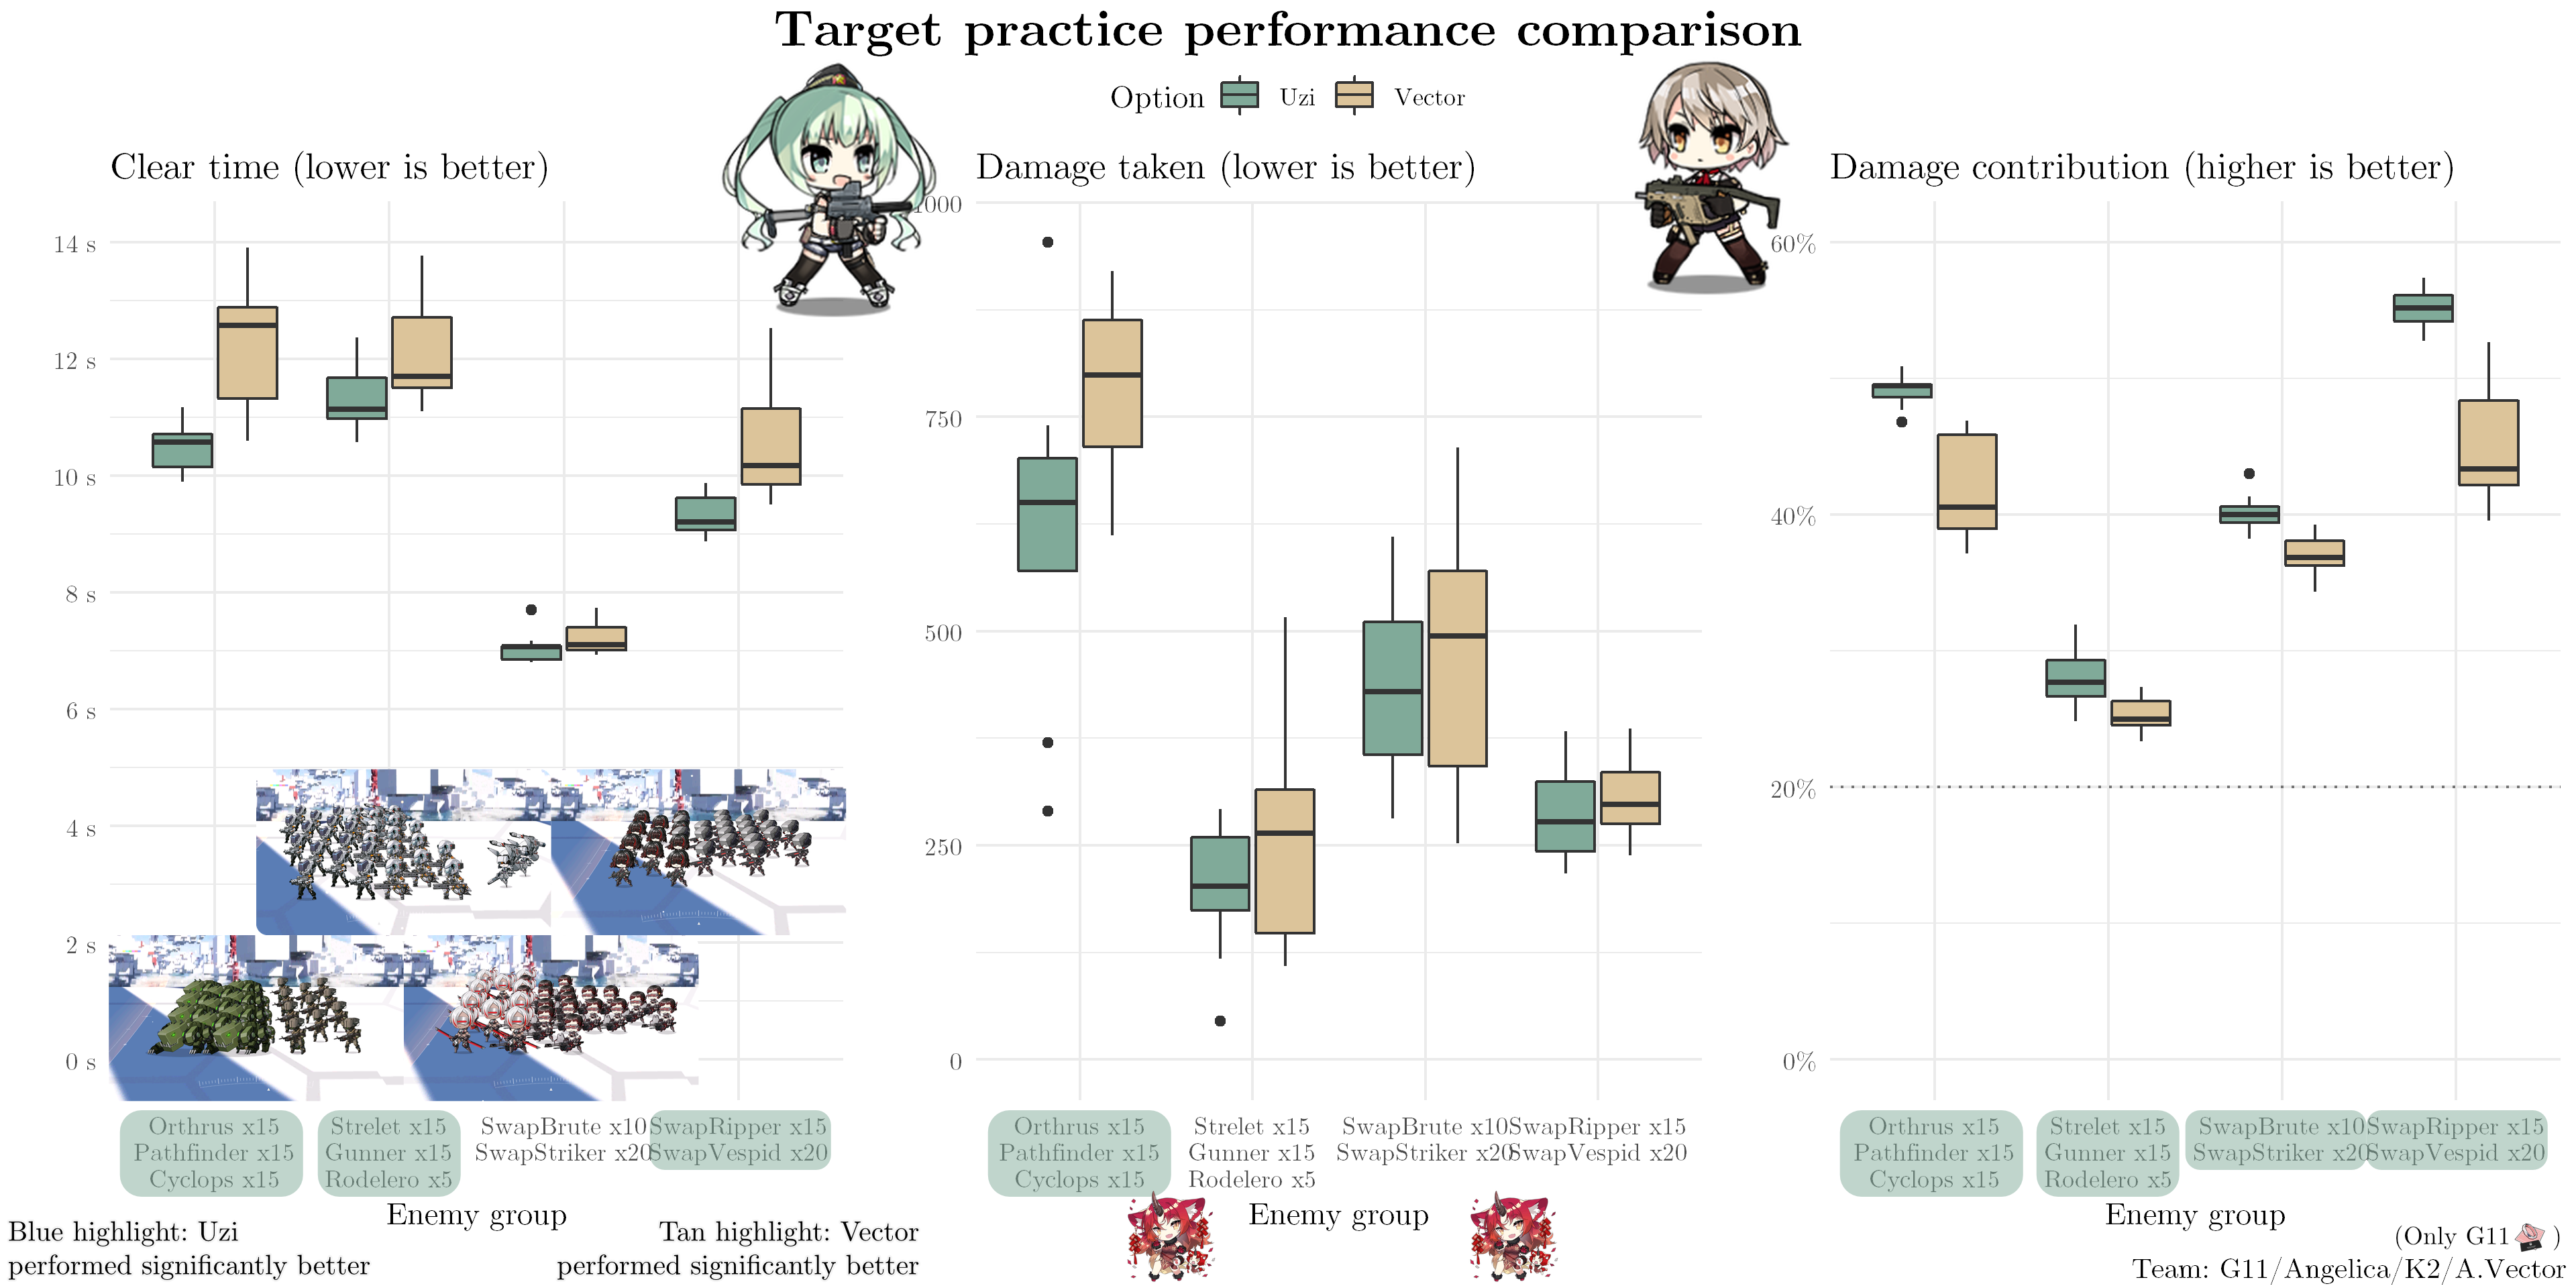 Target practice performance comparison
Option Uzi Vector
Clear time (lower is better)
14 s
12 s
10 s
8 s
6 s
4 s
2 s
0 s
Orthrus x15
Pathfinder x15
Cyclops x15
Strelet x15
Gunner x15
Rodelero x5
SwapBrute x10
SwapStriker x20
SwapRipper x15
SwapVespid x20
Enemy group
Damage taken (lower is better)
1000
750
500
250
0
Orthrus x15
Pathfinder x15
Cyclops x15
Strelet x15
Gunner x15
Rodelero x5
SwapBrute x10
SwapStriker x20
SwapRipper x15
SwapVespid x20
Enemy group
Damage contribution (higher is better)
60%
40%
20%
0%
Orthrus x15
Pathfinder x15
Cyclops x15
Strelet x15
Gunner x15
Rodelero x5
SwapBrute x10
SwapStriker x20
SwapRipper x15
SwapVespid x20
Enemy group
Blue highlight: Uzi
performed significantly better
Tan highlight: Vector
performed significantly better
(Only G11 )
Team: G11/Angelica/K2/A.Vector